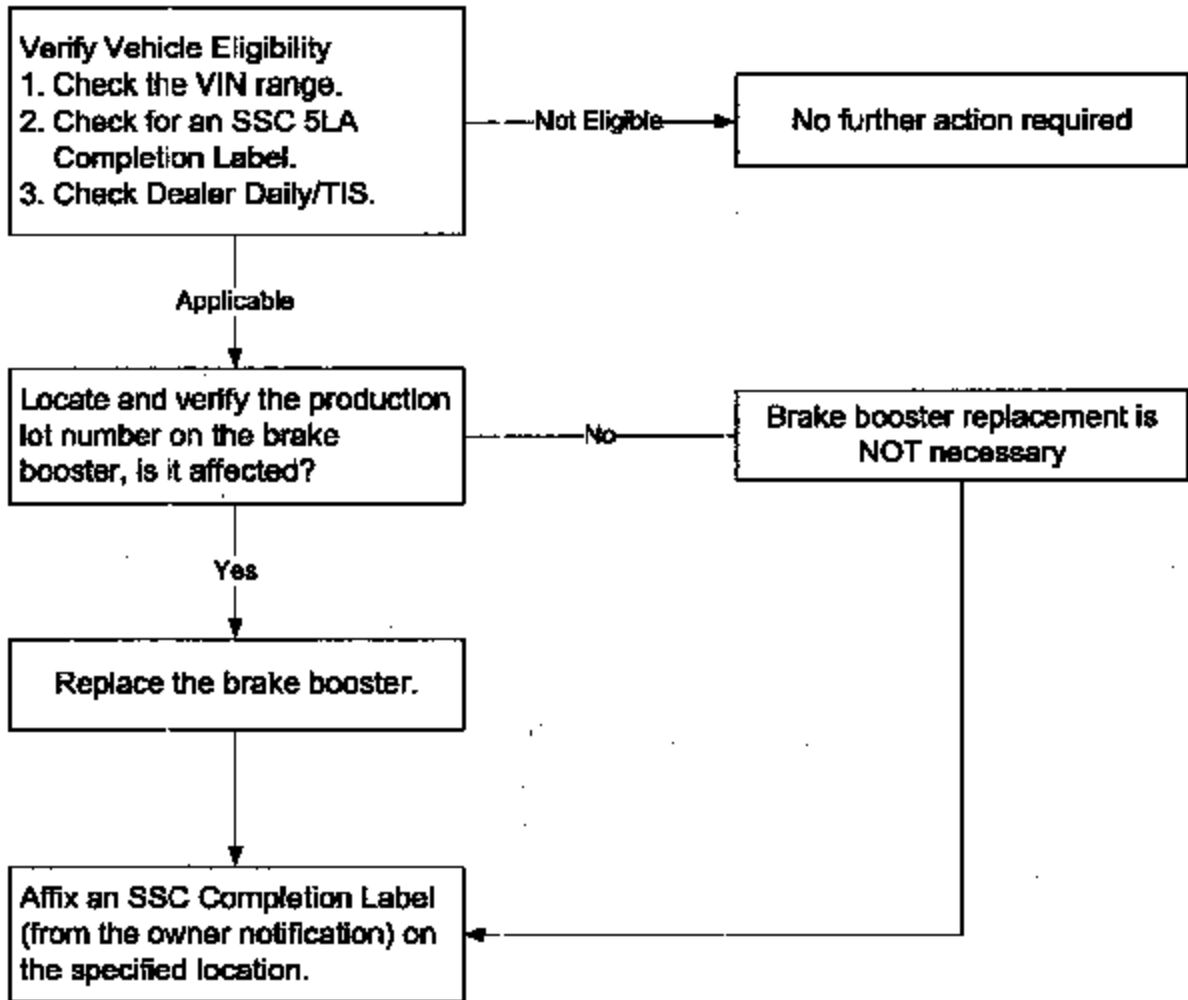 Verify Vehicle Eligibility
1. Check the VIN range.
2. Check for an SSC 5LA
Completion Label.
3. Check Dealer Daily/TIS.
Not Eligible
No further action required
Applicable
Locate and verify the production
lot number on the brake
booster, is it affected?
No
Brake booster replacement is
NOT necessary
Yes
Replace the brake booster.
Affix an SSC Completion Label
(from the owner notification) on
the specified location.